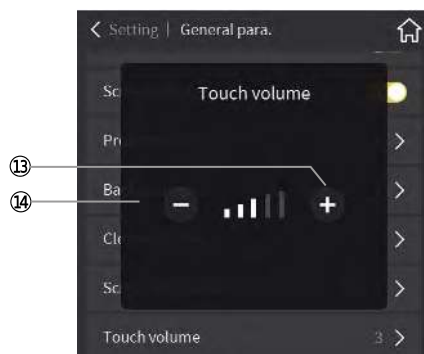 Setting | General para.
Sc
Touch volume
Pr
⑬
Ba
⑭
- +
Cl
Sc
Touch volume 3